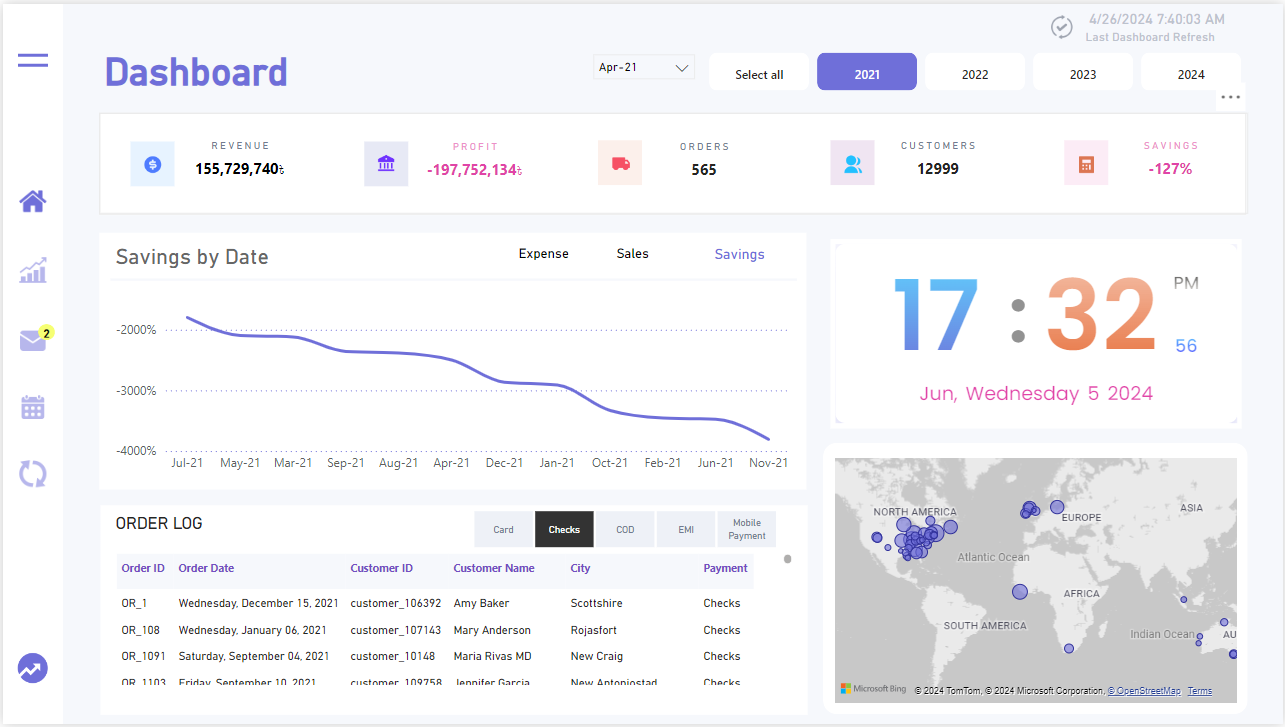 4/26/2024 7:40:03 AM
Last Dashboard Refresh
Dashboard
Apr-21
Select all
2021
2022
2023
2024
REVENUE
155,729,740৳
PROFIT
-197,752,134৳
ORDERS
565
CUSTOMERS
12999
SAVINGS
-127%
2
Savings by Date
Expense
Sales
Savings
-2000%
-3000%
-4000%
Jul-21 May-21 Mar-21 Sep-21 Aug-21 Apr-21 Dec-21 Jan-21 Oct-21 Feb-21 Jun-21 Nov-21
17 : 32
PM
56
Jun, Wednesday 5 2024
ORDER LOG
Card
Checks
COD
EMI
Mobile
Payment
Order ID Order Date Customer ID Customer Name City Payment
OR_1 Wednesday, December 15, 2021 customer_106392 Amy Baker Scottshire Checks
OR_108 Wednesday, January 06, 2021 customer_107143 Mary Anderson Rojasfort Checks
OR_1091 Saturday, September 04, 2021 customer_10148 Maria Rivas MD New Craig Checks
OR_1103 Friday, September 10, 2021 customer_109758 Jennifer Garcia New Antoniostad Checks
NORTH AMERICA
EUROPE
ASIA
Atlantic Ocean
AFRICA
SOUTH AMERICA
Indian Ocean
AU
Microsoft Bing
© 2024 TomTom, © 2024 Microsoft Corporation, © OpenStreetMap Terms